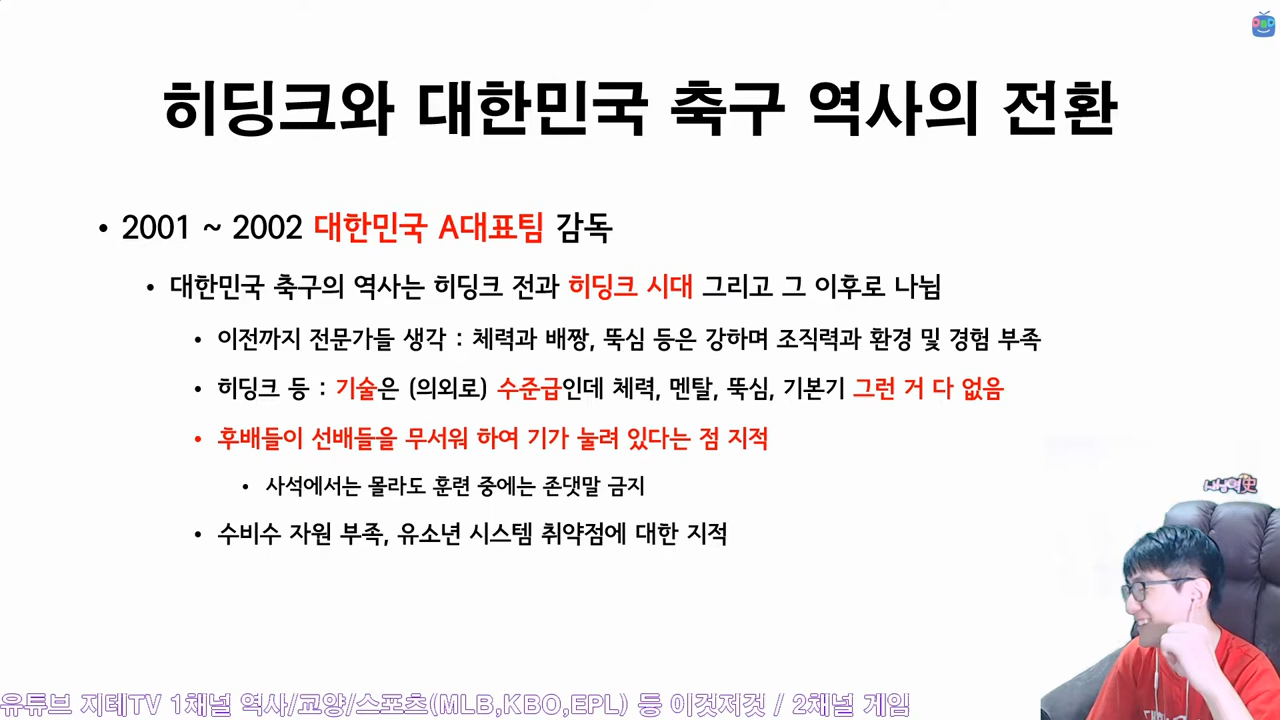 히딩크와 대한민국 축구 역사의 전환
• 2001 ~ 2002 대한민국 A대표팀 감독
• 대한민국 축구의 역사는 히딩크 전과 히딩크 시대 그리고 그 이후로 나뉨
• 이전까지 전문가들 생각 : 체력과 배짱, 뚝심 등은 강하며 조직력과 환경 및 경험 부족
• 히딩크 등 : 기술은 (의외로) 수준급인데 체력, 멘탈, 뚝심, 기본기 그런 거 다 없음
• 후배들이 선배들을 무서워 하여 기가 눌려 있다는 점 지적
• 사석에서는 몰라도 훈련 중에는 존댓말 금지
• 수비수 자원 부족, 유소년 시스템 취약점에 대한 지적
유튜브 지테TV 1채널 역사/교양/스포츠(MLB,KBO,EPL) 등 이것저것 / 2채널 게임